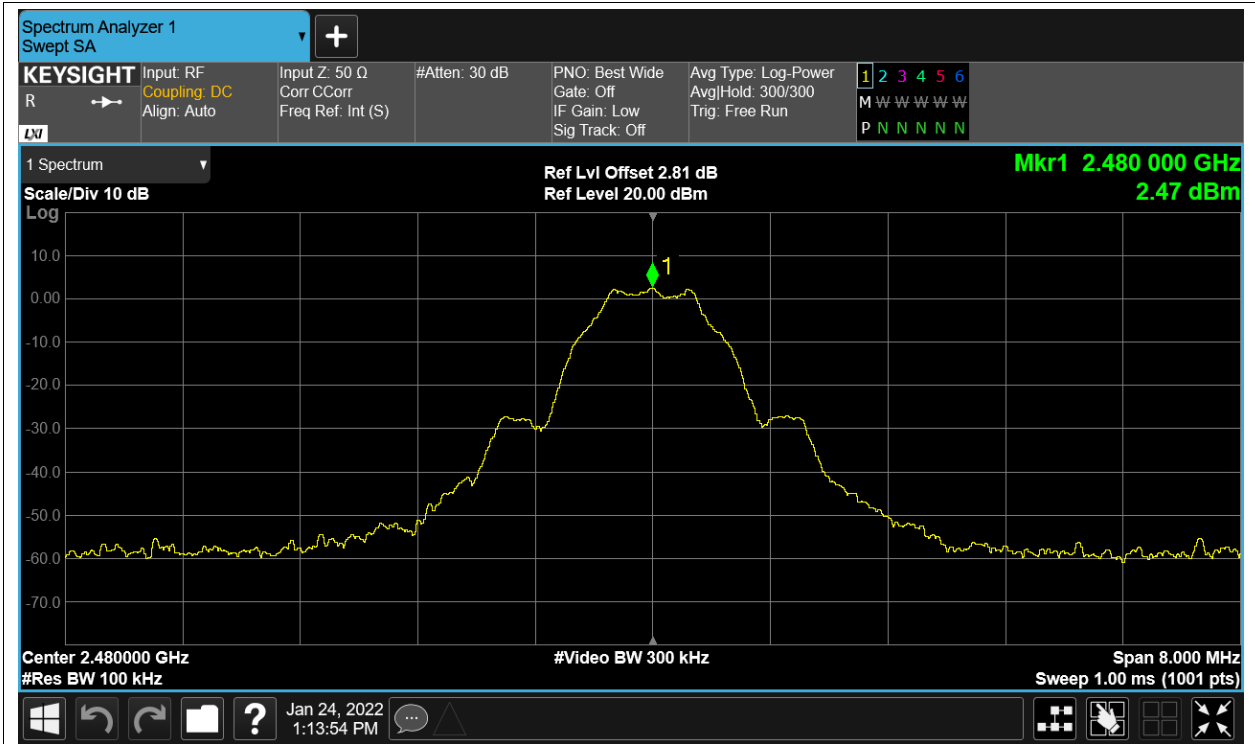 Spectrum Analyzer 1
Swept SA
+
KEYSIGHT
R
LXI
Input: RF
Coupling: DC
Align: Auto
Input Z: 50 Ω
Corr CCorr
Freq Ref: Int (S)
#Atten: 30 dB
PNO: Best Wide
Gate: Off
IF Gain: Low
Sig Track: Off
Avg Type: Log-Power
Avg|Hold: 300/300
Trig: Free Run
1 2 3 4 5 6
M W W W W W
P N N N N N
1 Spectrum
Scale/Div 10 dB
Ref Lvl Offset 2.81 dB
Ref Level 20.00 dBm
Mkr1 2.480 000 GHz
2.47 dBm
Log
10.0
0.00
-10.0
-20.0
-30.0
-40.0
-50.0
-60.0
-70.0
1
Center 2.480000 GHz
#Res BW 100 kHz
#Video BW 300 kHz
Span 8.000 MHz
Sweep 1.00 ms (1001 pts)
?
Jan 24, 2022
1:13:54 PM